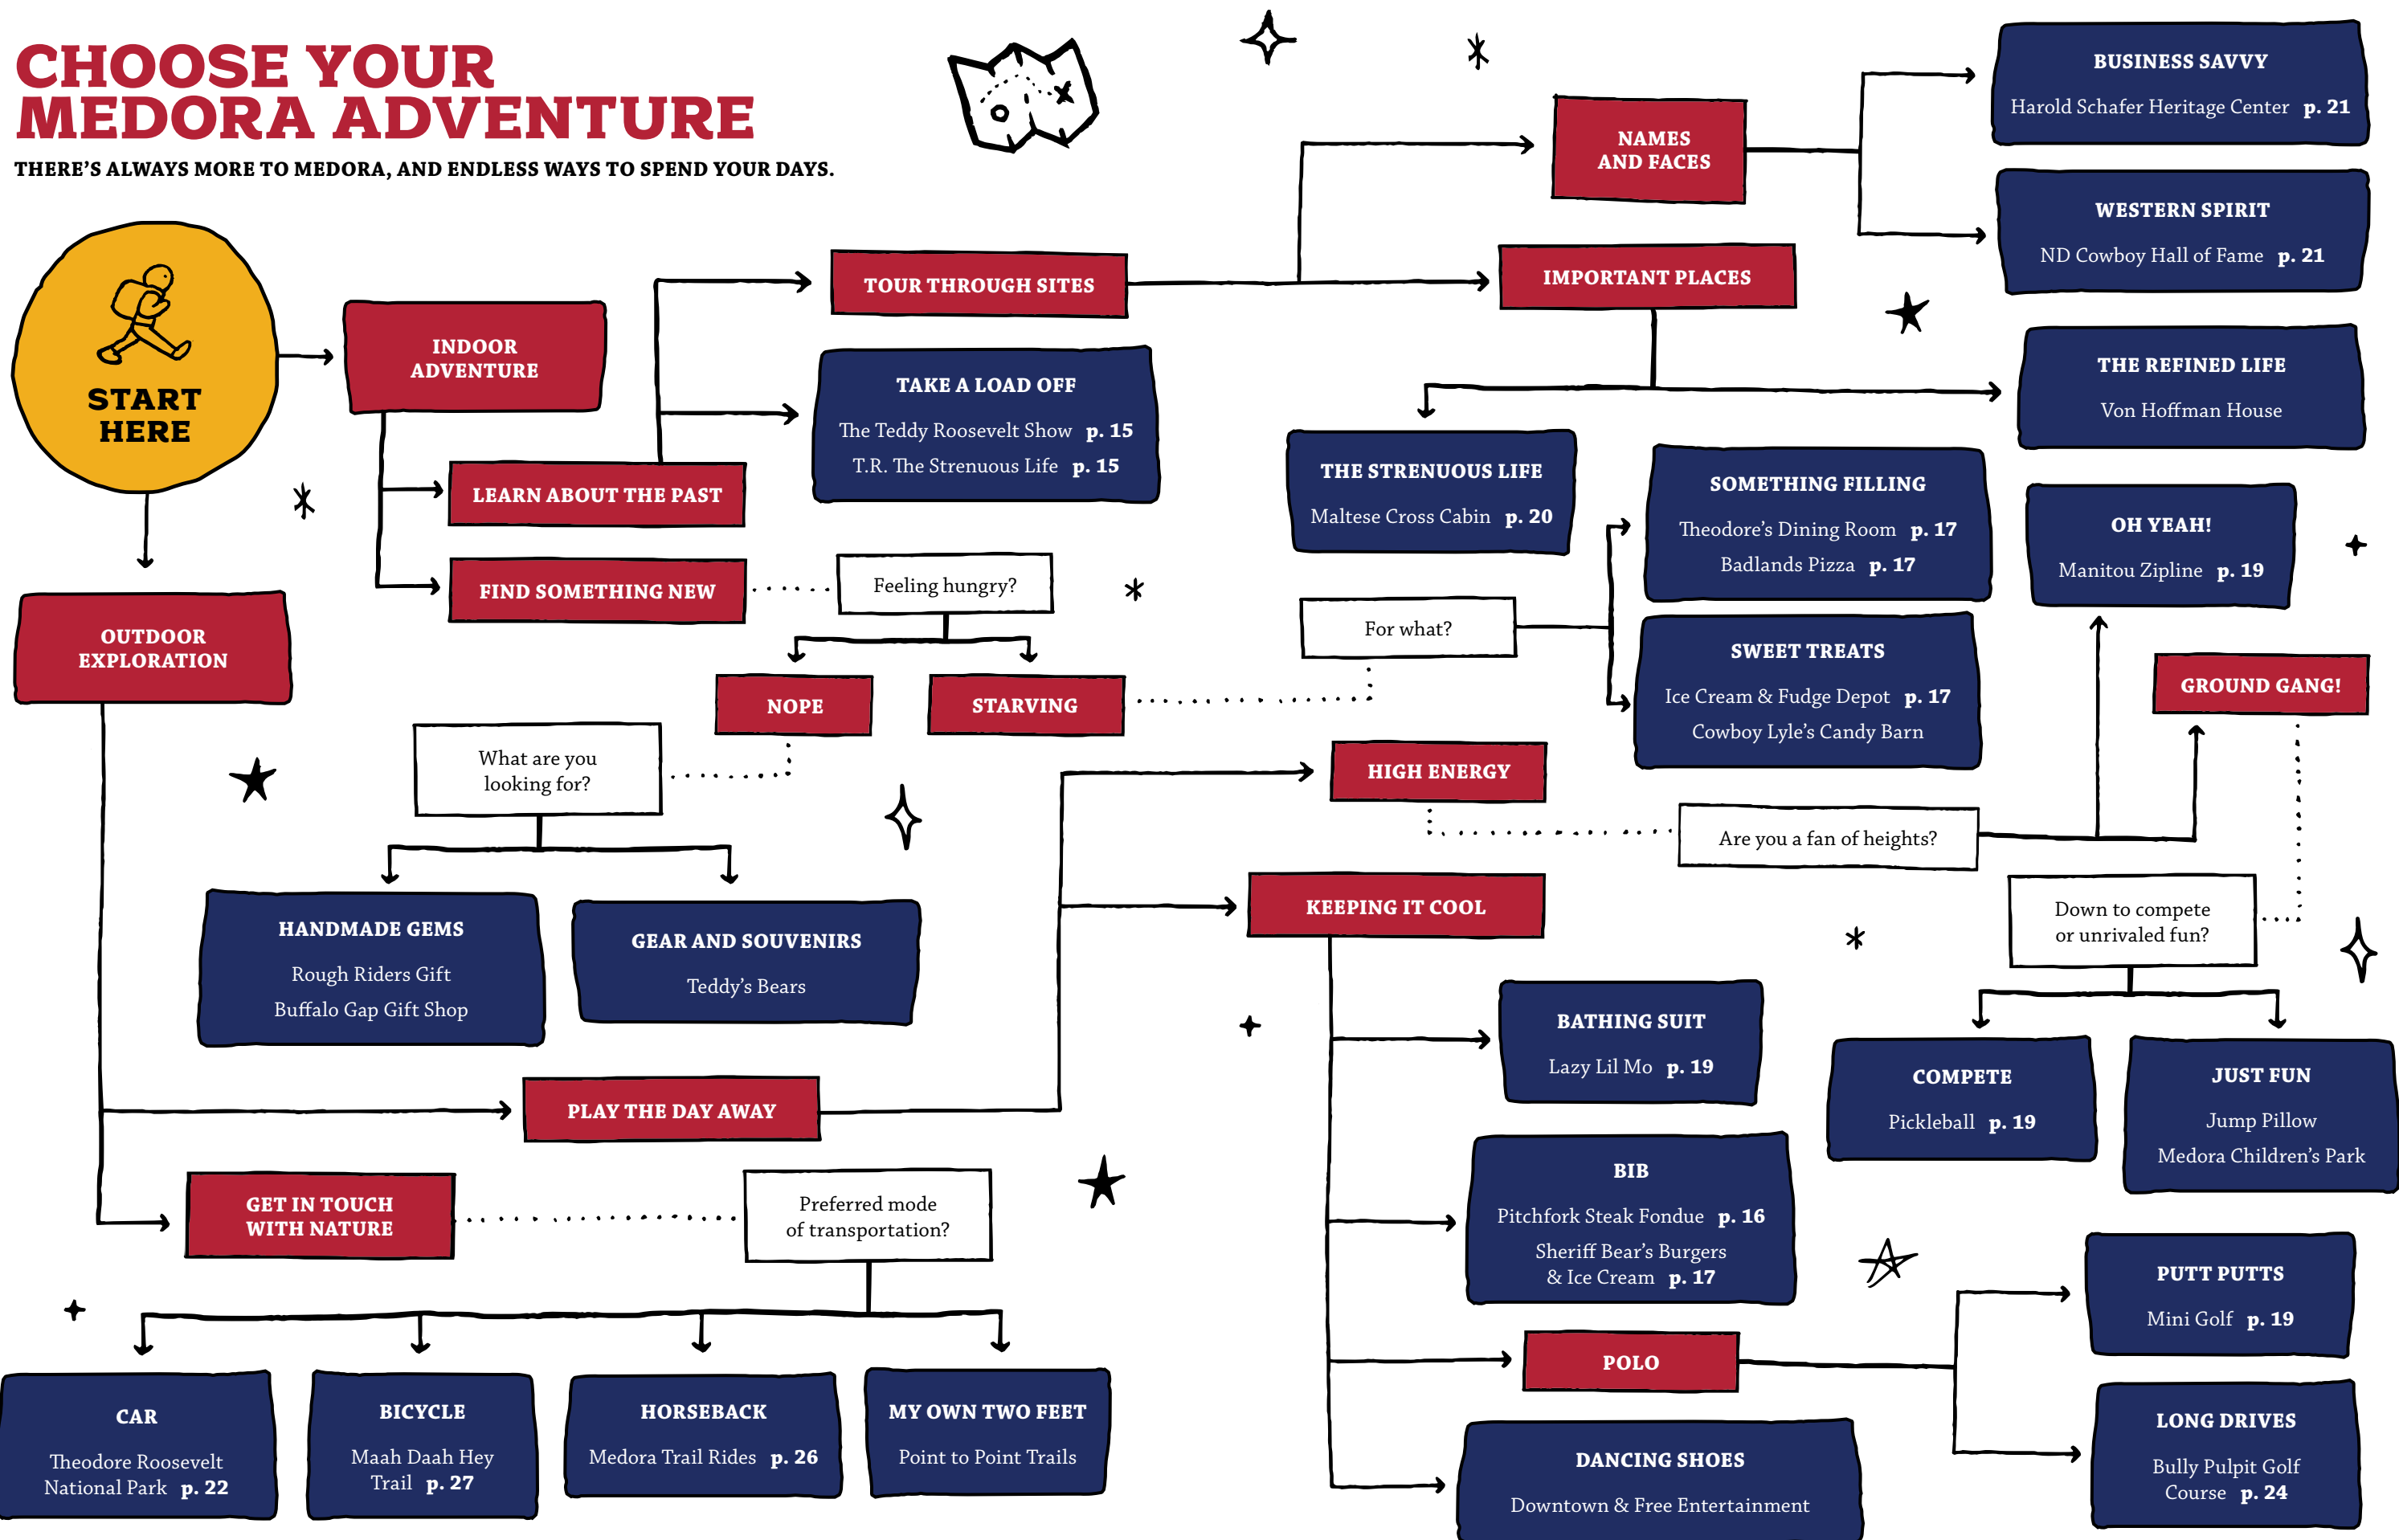 CHOOSE YOUR
MEDORA ADVENTURE
THERE’S ALWAYS MORE TO MEDORA, AND ENDLESS WAYS TO SPEND YOUR DAYS.
START
HERE
INDOOR
ADVENTURE
LEARN ABOUT THE PAST
TOUR THROUGH SITES
NAMES
AND FACES
BUSINESS SAVVY
Harold Schafer Heritage Center p. 21
WESTERN SPIRIT
ND Cowboy Hall of Fame p. 21
IMPORTANT PLACES
THE REFINED LIFE
Von Hoffman House
THE STRENUOUS LIFE
Maltese Cross Cabin p. 20
TAKE A LOAD OFF
The Teddy Roosevelt Show p. 15
T.R. The Strenuous Life p. 15
FIND SOMETHING NEW
Feeling hungry?
NOPE
STARVING
For what?
SOMETHING FILLING
Theodore’s Dining Room p. 17
Badlands Pizza p. 17
SWEET TREATS
Ice Cream & Fudge Depot p. 17
Cowboy Lyle’s Candy Barn
What are you
looking for?
HANDMADE GEMS
Rough Riders Gift
Buffalo Gap Gift Shop
GEAR AND SOUVENIRS
Teddy’s Bears
OUTDOOR
EXPLORATION
PLAY THE DAY AWAY
HIGH ENERGY
Are you a fan of heights?
OH YEAH!
Manitou Zipline p. 19
GROUND GANG!
Down to compete
or unrivaled fun?
COMPETE
Pickleball p. 19
JUST FUN
Jump Pillow
Medora Children’s Park
KEEPING IT COOL
BATHING SUIT
Lazy Lil Mo p. 19
BIB
Pitchfork Steak Fondue p. 16
Sheriff Bear’s Burgers
& Ice Cream p. 17
POLO
PUTT PUTTS
Mini Golf p. 19
LONG DRIVES
Bully Pulpit Golf
Course p. 24
DANCING SHOES
Downtown & Free Entertainment
GET IN TOUCH
WITH NATURE
Preferred mode
of transportation?
CAR
Theodore Roosevelt
National Park p. 22
BICYCLE
Maah Daah Hey
Trail p. 27
HORSEBACK
Medora Trail Rides p. 26
MY OWN TWO FEET
Point to Point Trails